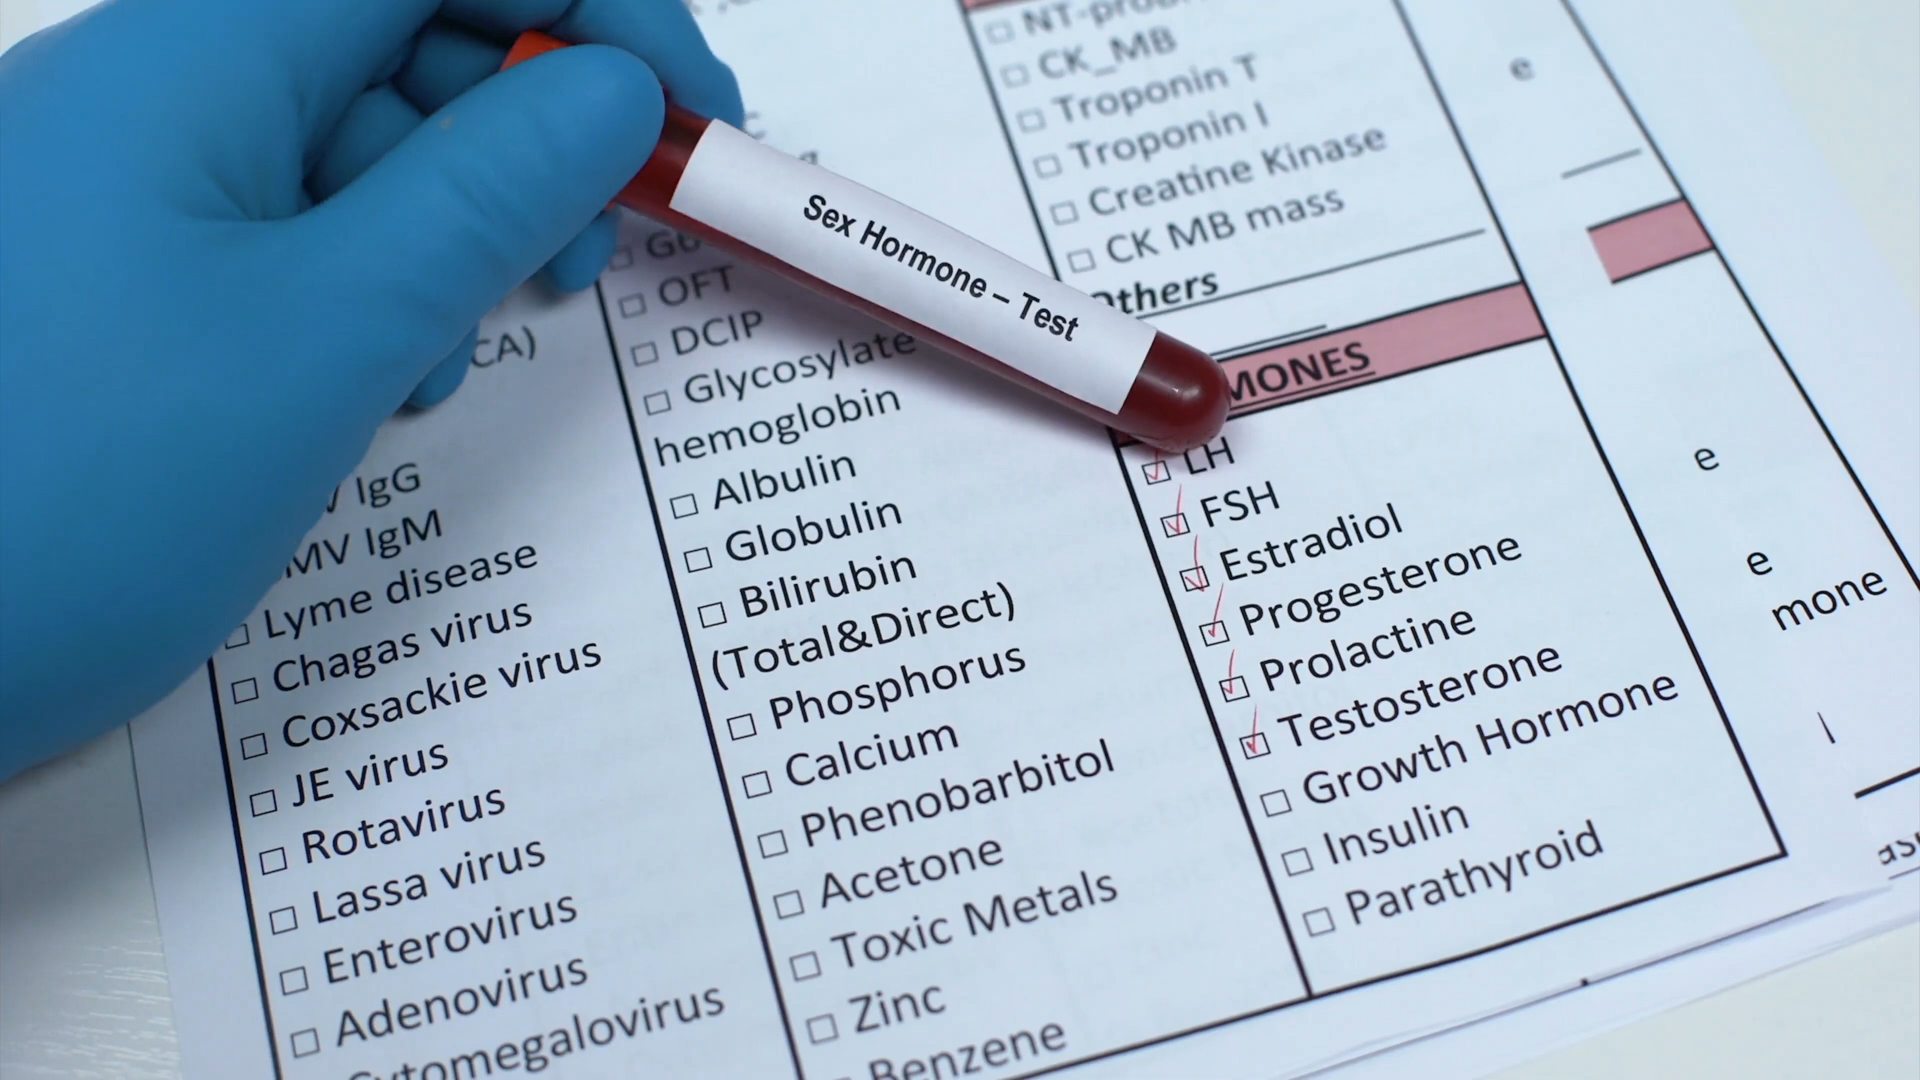 Sex Hormone – Test
CA)
IgG
MV IgM
Lyme disease
Chagas virus
Coxsackie virus
JE virus
Rotavirus
Lassa virus
Enterovirus
Adenovirus
Cytomegalovirus
OFT
DCIP
Glycosylate
hemoglobin
Albulin
Globulin
Bilirubin
(Total&Direct)
Phosphorus
Calcium
Phenobarbitol
Acetone
Toxic Metals
Zinc
Benzene
CK_MB
Troponin T
Troponin I
Creatine Kinase
CK MB mass
Others
MONES
LH
FSH
Estradiol
Progesterone
Prolactine
Testosterone
Growth Hormone
Insulin
Parathyroid
e
e
e
mone